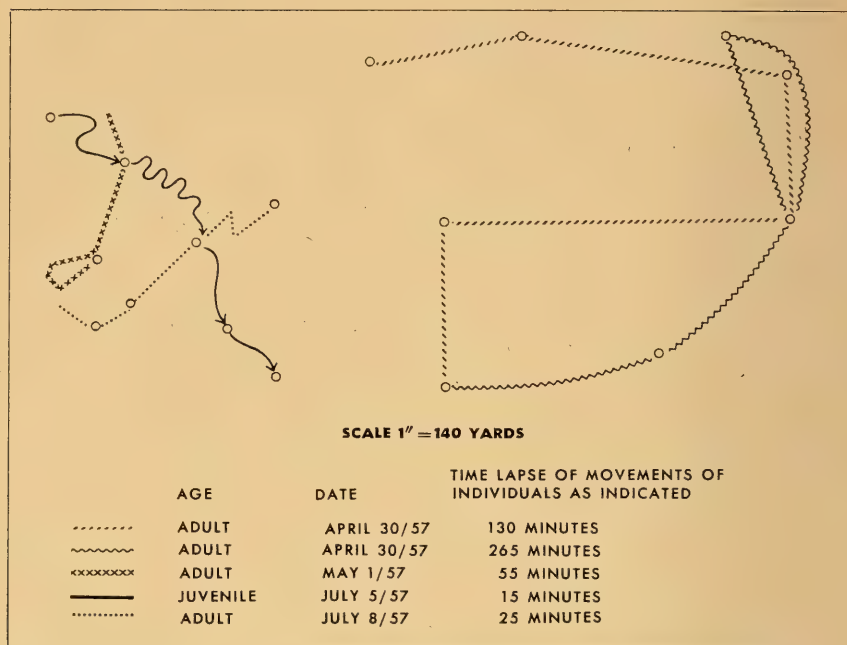 SCALE 1" = 140 YARDS
TIME LAPSE OF MOVEMENTS OF
AGE DATE INDIVIDUALS AS INDICATED
ADULT APRIL 30/57 130 MINUTES
ADULT APRIL 30/57 265 MINUTES
ADULT MAY 1/57 55 MINUTES
JUVENILE JULY 5/57 15 MINUTES
ADULT JULY 8/57 25 MINUTES